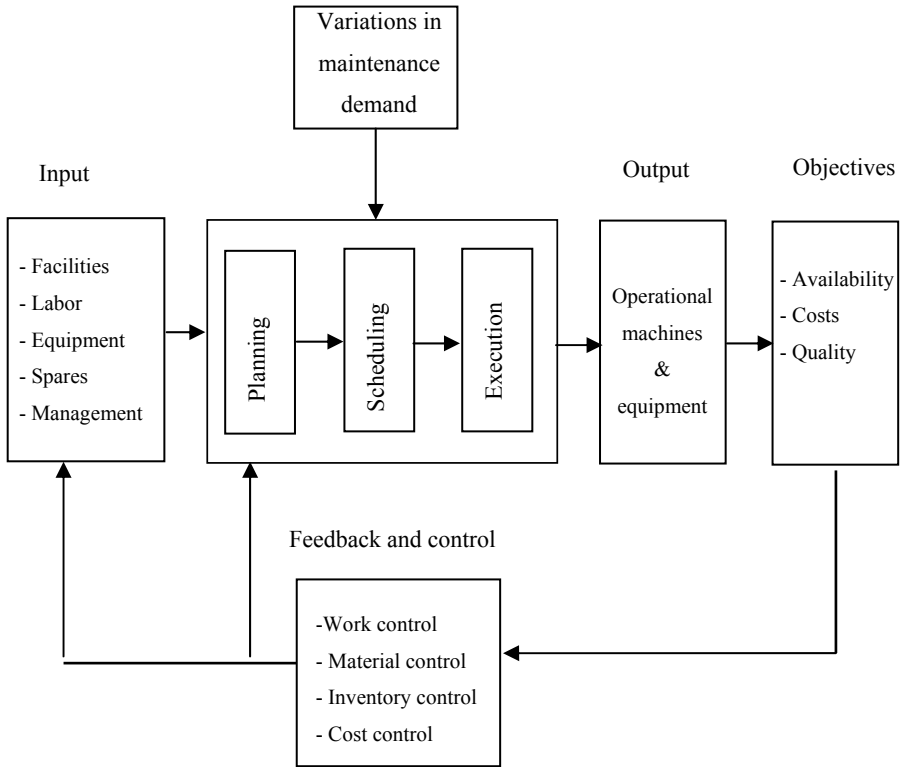 Variations in
maintenance
demand
Input
Output
Objectives
- Facilities
- Labor
- Equipment
- Spares
- Management
Planning
Scheduling
Execution
Operational
machines
&
equipment
- Availability
- Costs
- Quality
Feedback and control
-Work control
- Material control
- Inventory control
- Cost control